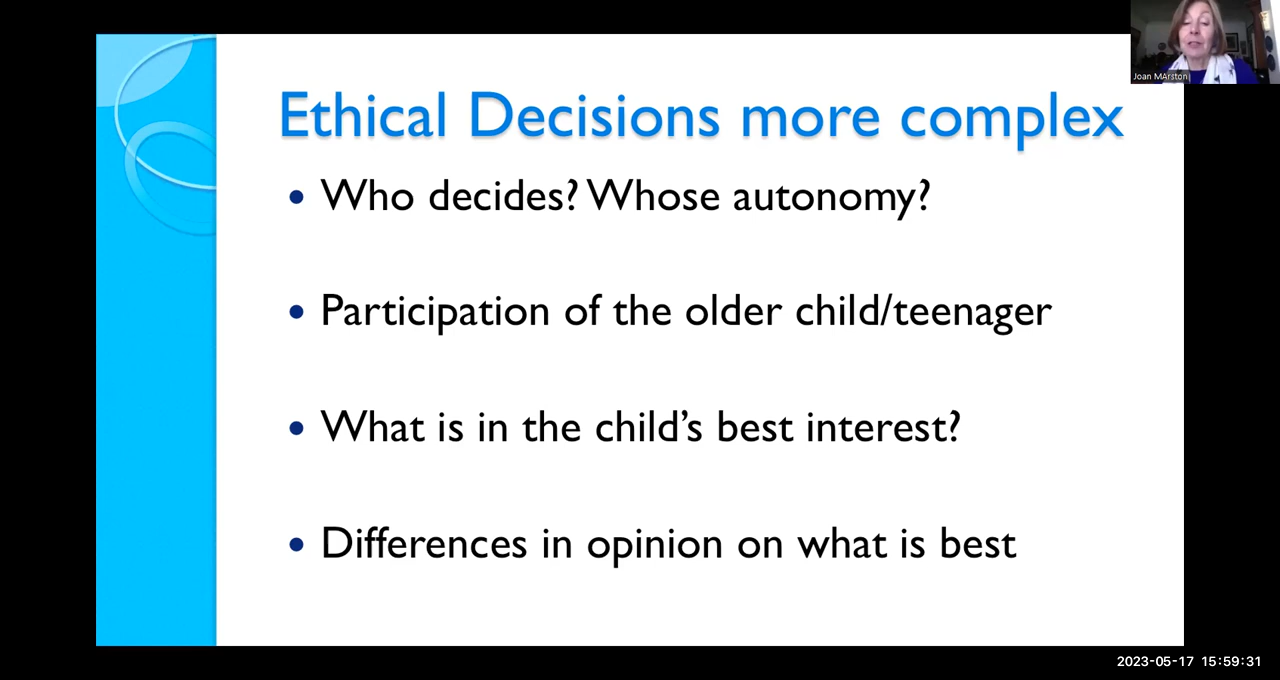 Joan MArston
Ethical Decisions more complex
• Who decides? Whose autonomy?
• Participation of the older child/teenager
• What is in the child’s best interest?
• Differences in opinion on what is best
2023-05-17 15:59:31